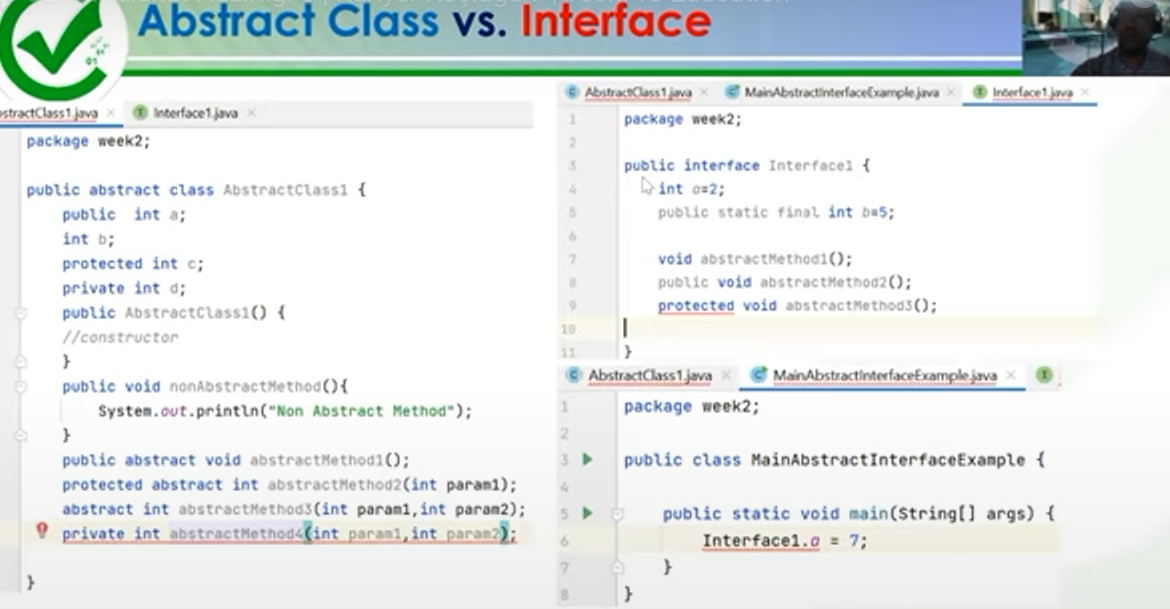 Abstract Class vs. Interface
stractClass1.java × Interface1.java ×
package week2;
public abstract class AbstractClass1 {
public int a;
int b;
protected int c;
private int d;
public AbstractClass1() {
//constructor
}
public void nonAbstractMethod(){
System.out.println("Non Abstract Method");
}
public abstract void abstractMethod1();
protected abstract int abstractMethod2(int param1);
abstract int abstractMethod3(int param1,int param2);
private int abstractMethod4(int param1,int param2);
}
AbstractClass1.java × MainAbstractInterfaceExample.java × Interface1.java ×
1 package week2;
2
3 public interface Interface1 {
4 int a=2;
5 public static final int b=5;
6
7 void abstractMethod1();
8 public void abstractMethod2();
9 protected void abstractMethod3();
10
11 }
AbstractClass1.java × MainAbstractInterfaceExample.java ×
1 package week2;
2
3 public class MainAbstractInterfaceExample {
4
5 public static void main(String[] args) {
6 Interface1.a = 7;
7 }
8 }